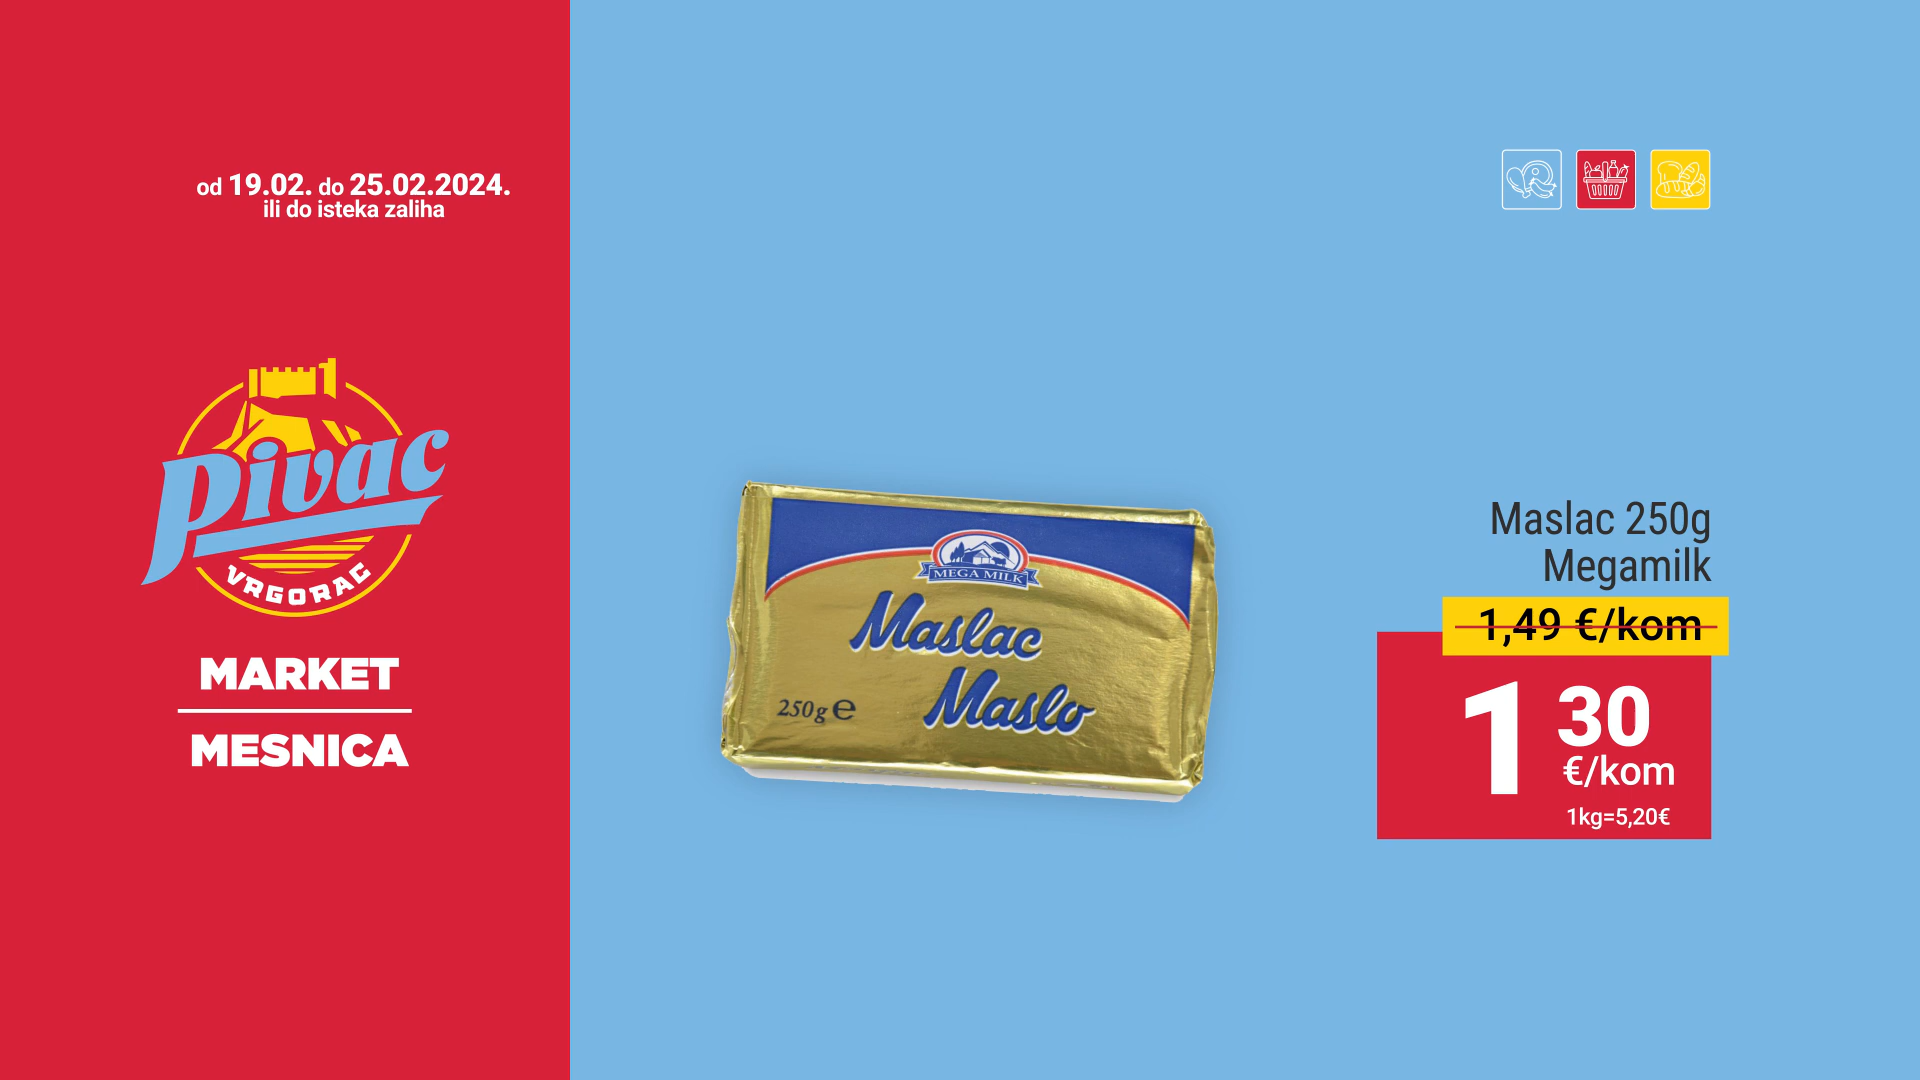 od 19.02. do 25.02.2024.
ili do isteka zaliha
Pivac
VRGORAC
MARKET
MESNICA
MEGA MILK
Maslac
Maslo
250g e
Maslac 250g
Megamilk
1,49 €/kom
1 30
€/kom
1kg=5,20€